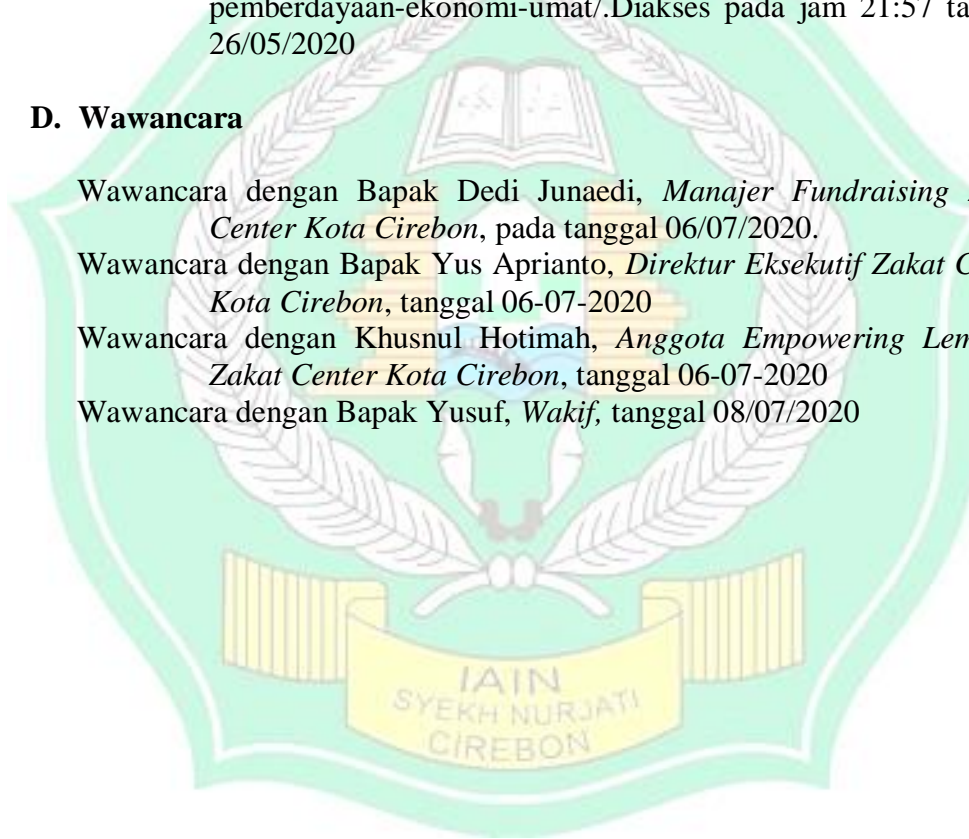 pemberdayaan-ekonomi-umat/.Diakses pada jam 21:57 ta
26/05/2020
D. Wawancara
Wawancara dengan Bapak Dedi Junaedi, Manajer Fundraising
Center Kota Cirebon, pada tanggal 06/07/2020.
Wawancara dengan Bapak Yus Aprianto, Direktur Eksekutif Zakat C
Kota Cirebon, tanggal 06-07-2020
Wawancara dengan Khusnul Hotimah, Anggota Empowering Lem
Zakat Center Kota Cirebon, tanggal 06-07-2020
Wawancara dengan Bapak Yusuf, Wakif, tanggal 08/07/2020
IAIN
SYEKH NURJATI
CIREBON